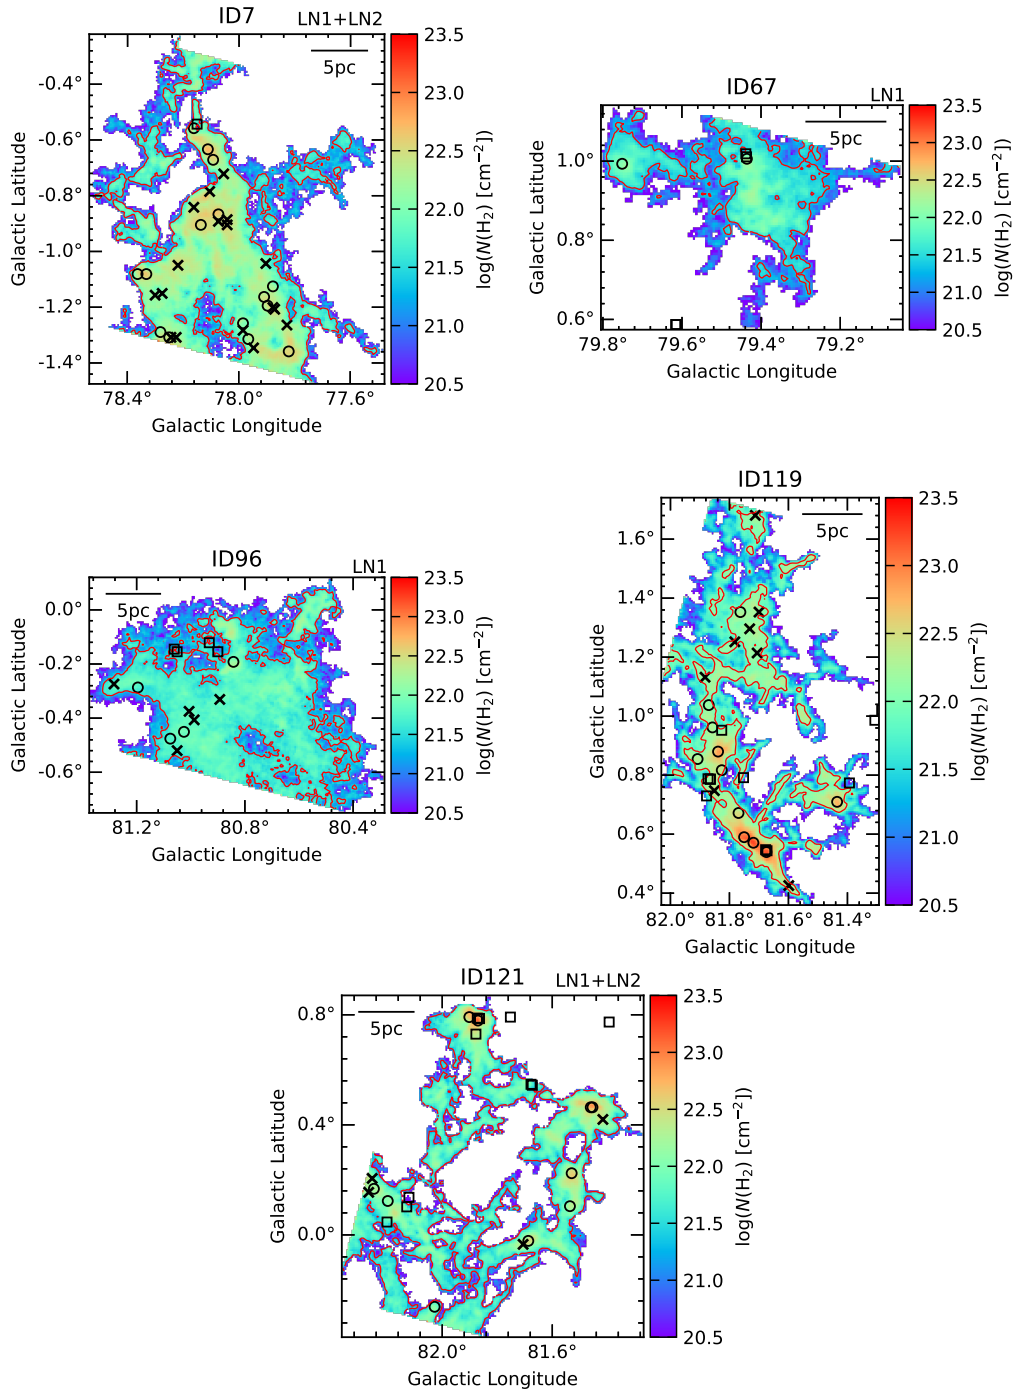 ID7
LN1+LN2
5pc
-0.4°
-0.6°
-0.8°
-1.0°
-1.2°
-1.4°
Galactic Latitude
78.4°
78.0°
77.6°
Galactic Longitude
23.5
23.0
22.5
22.0
21.5
21.0
20.5
log(N(H₂) [cm⁻²])
ID67
LN1
5pc
1.0°
0.8°
0.6°
Galactic Latitude
79.8°
79.6°
79.4°
79.2°
Galactic Longitude
23.5
23.0
22.5
22.0
21.5
21.0
20.5
log(N(H₂) [cm⁻²])
ID96
LN1
5pc
0.0°
-0.2°
-0.4°
-0.6°
Galactic Latitude
81.2°
80.8°
80.4°
Galactic Longitude
23.5
23.0
22.5
22.0
21.5
21.0
20.5
log(N(H₂) [cm⁻²])
ID119
5pc
1.6°
1.4°
1.2°
1.0°
0.8°
0.6°
0.4°
Galactic Latitude
82.0°
81.8°
81.6°
81.4°
Galactic Longitude
23.5
23.0
22.5
22.0
21.5
21.0
20.5
log(N(H₂) [cm⁻²])
ID121
LN1+LN2
5pc
0.8°
0.4°
0.0°
Galactic Latitude
82.0°
81.6°
Galactic Longitude
23.5
23.0
22.5
22.0
21.5
21.0
20.5
log(N(H₂) [cm⁻²])